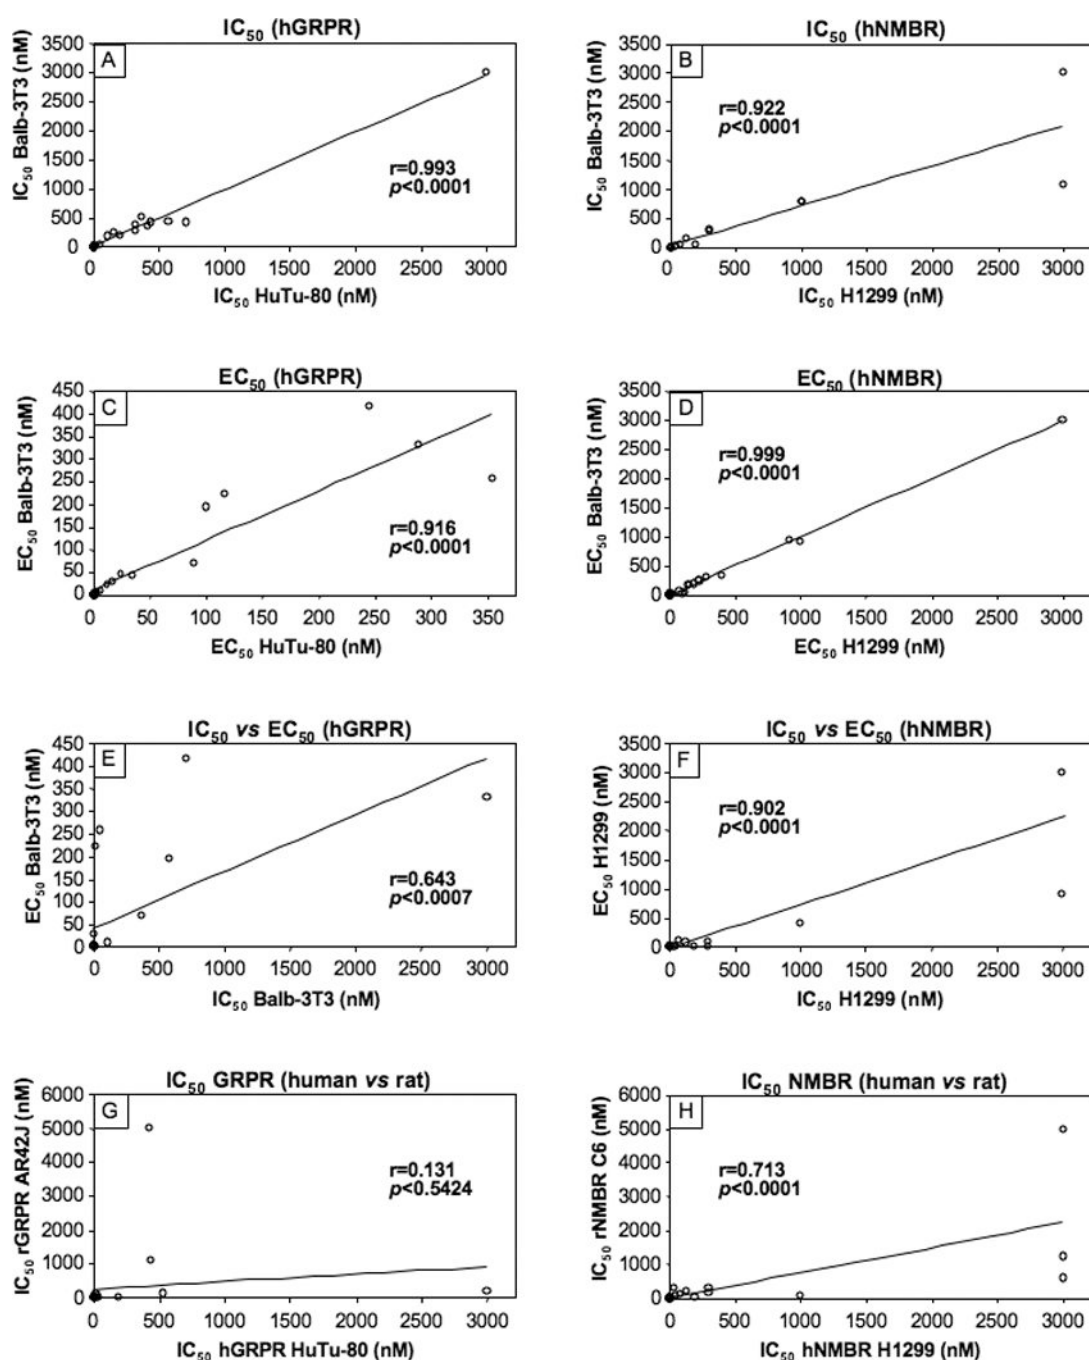 IC50 (hGRPR)
A
IC50 Balb-3T3 (nM)
3500
3000
2500
2000
1500
1000
500
0
r=0.993
p<0.0001
0 500 1000 1500 2000 2500 3000
IC50 HuTu-80 (nM)
IC50 (hNMBR)
B
IC50 Balb-3T3 (nM)
3500
3000
2500
2000
1500
1000
500
0
r=0.922
p<0.0001
0 500 1000 1500 2000 2500 3000
IC50 H1299 (nM)
EC50 (hGRPR)
C
EC50 Balb-3T3 (nM)
450
400
350
300
250
200
150
100
50
0
r=0.916
p<0.0001
0 50 100 150 200 250 300 350
EC50 HuTu-80 (nM)
EC50 (hNMBR)
D
EC50 Balb-3T3 (nM)
3500
3000
2500
2000
1500
1000
500
0
r=0.999
p<0.0001
0 500 1000 1500 2000 2500 3000
EC50 H1299 (nM)
IC50 vs EC50 (hGRPR)
E
EC50 Balb-3T3 (nM)
450
400
350
300
250
200
150
100
50
0
r=0.643
p<0.0007
0 500 1000 1500 2000 2500 3000
IC50 Balb-3T3 (nM)
IC50 vs EC50 (hNMBR)
F
EC50 H1299 (nM)
3500
3000
2500
2000
1500
1000
500
0
r=0.902
p<0.0001
0 500 1000 1500 2000 2500 3000
IC50 H1299 (nM)
IC50 GRPR (human vs rat)
G
IC50 rGRPR AR42J (nM)
6000
5000
4000
3000
2000
1000
0
r=0.131
p<0.5424
0 500 1000 1500 2000 2500 3000
IC50 hGRPR HuTu-80 (nM)
IC50 NMBR (human vs rat)
H
IC50 rNMBR C6 (nM)
6000
5000
4000
3000
2000
1000
0
r=0.713
p<0.0001
0 500 1000 1500 2000 2500 3000
IC50 hNMBR H1299 (nM)